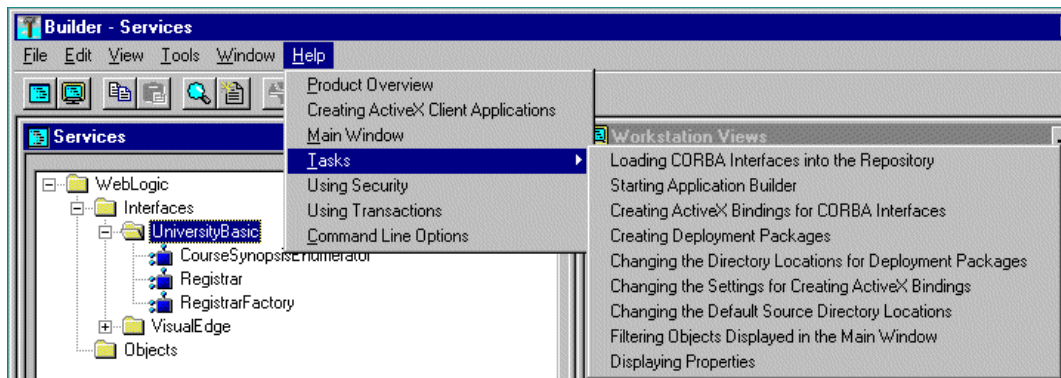 Builder - Services
File Edit View Tools Window Help
Product Overview
Creating ActiveX Client Applications
Main Window
Tasks
Using Security
Using Transactions
Command Line Options
Services
WebLogic
Interfaces
UniversityBasic
CourseSynopsisEnumerator
Registrar
RegistrarFactory
VisualEdge
Objects
Workstation Views
Loading CORBA Interfaces into the Repository
Starting Application Builder
Creating ActiveX Bindings for CORBA Interfaces
Creating Deployment Packages
Changing the Directory Locations for Deployment Packages
Changing the Settings for Creating ActiveX Bindings
Changing the Default Source Directory Locations
Filtering Objects Displayed in the Main Window
Displaying Properties